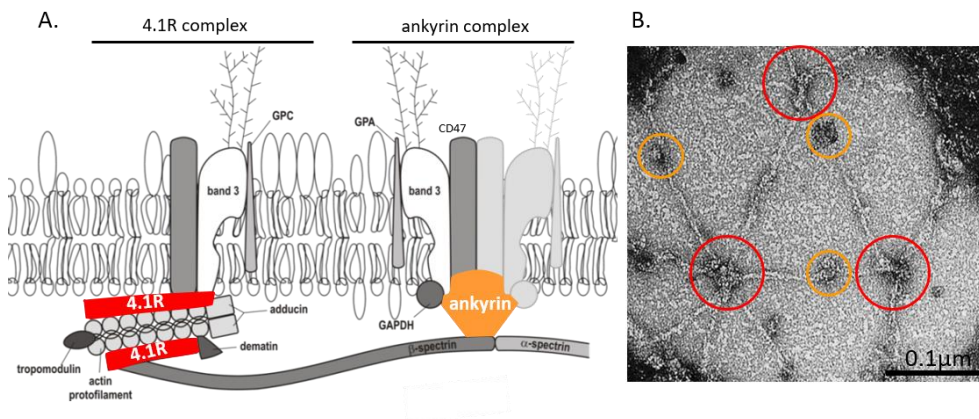 A.
4.1R complex
ankyrin complex
B.
GPC
GPA
CD47
band 3
band 3
4.1R
ankyrin
adducin
GAPDH
4.1R
dematin
β-spectrin
α-spectrin
tropomodulin
actin
protofilament
0.1µm